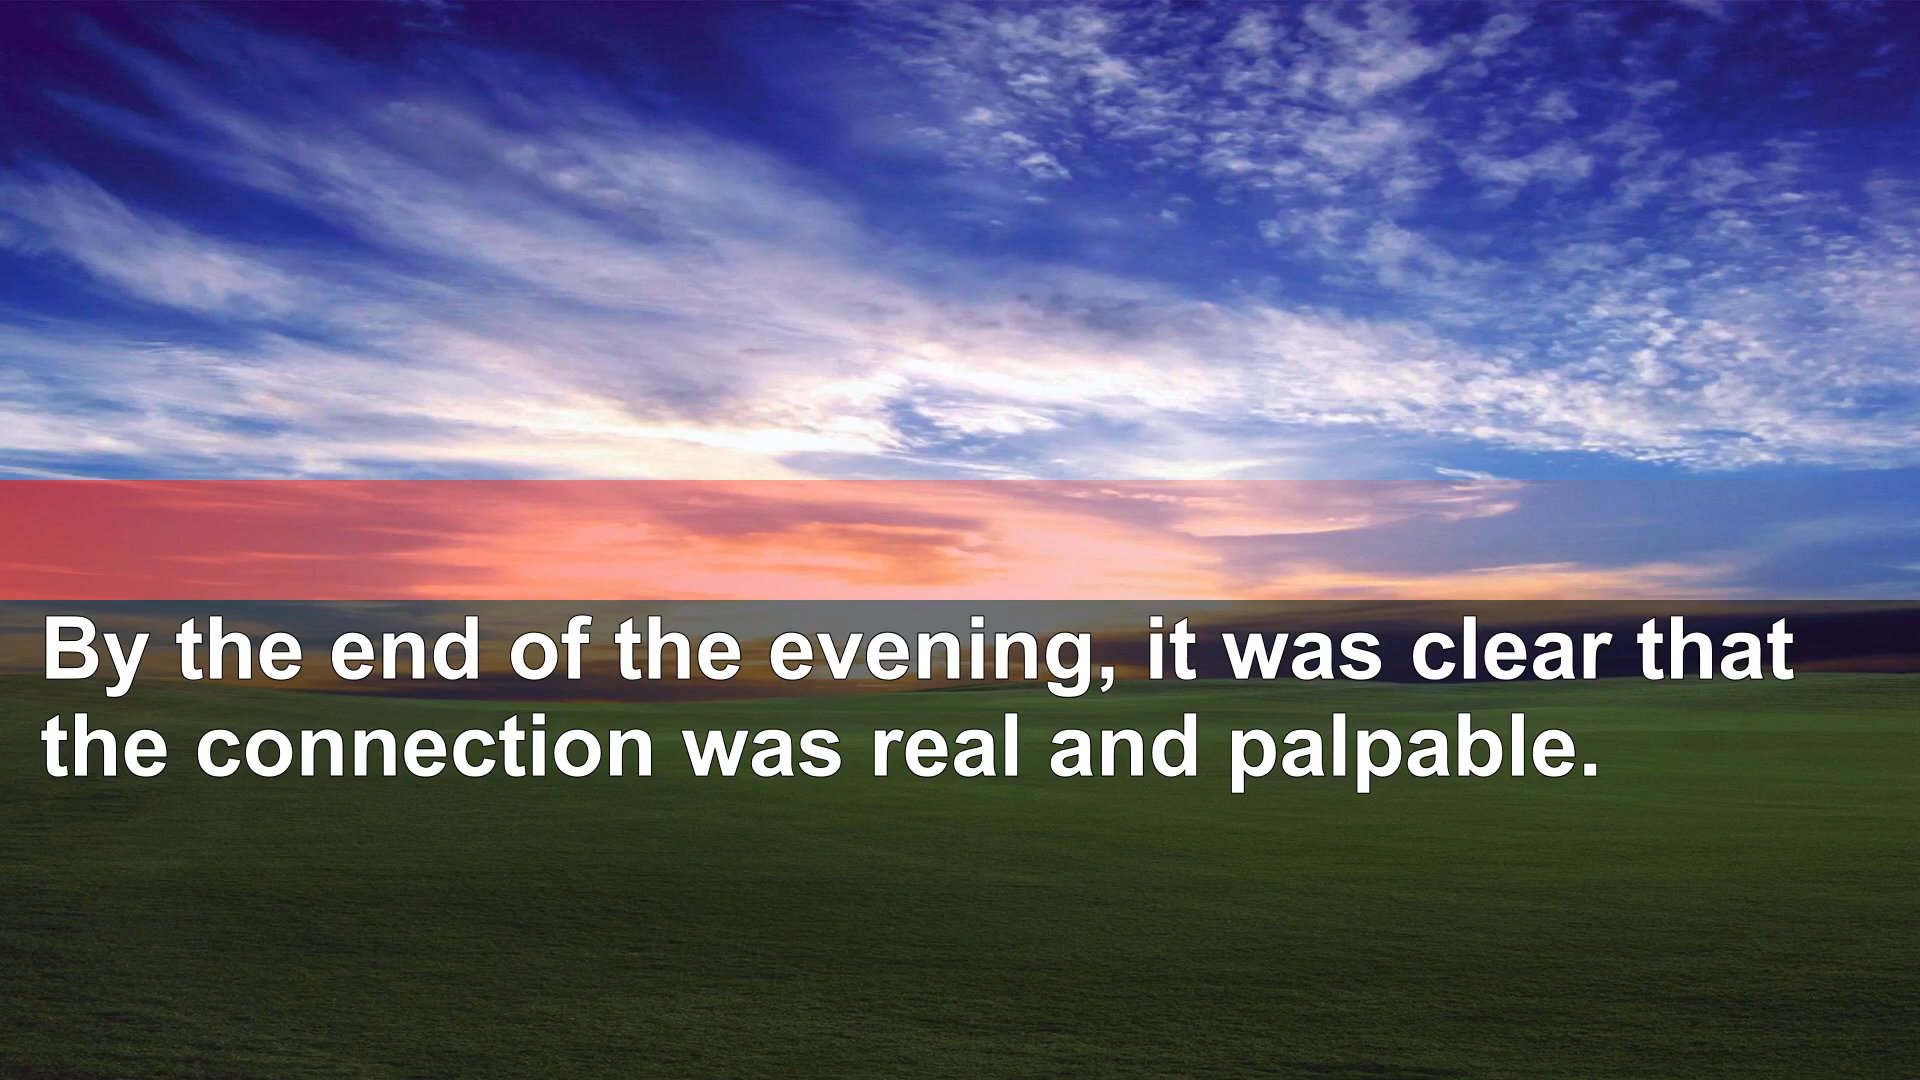 By the end of the evening, it was clear that
the connection was real and palpable.